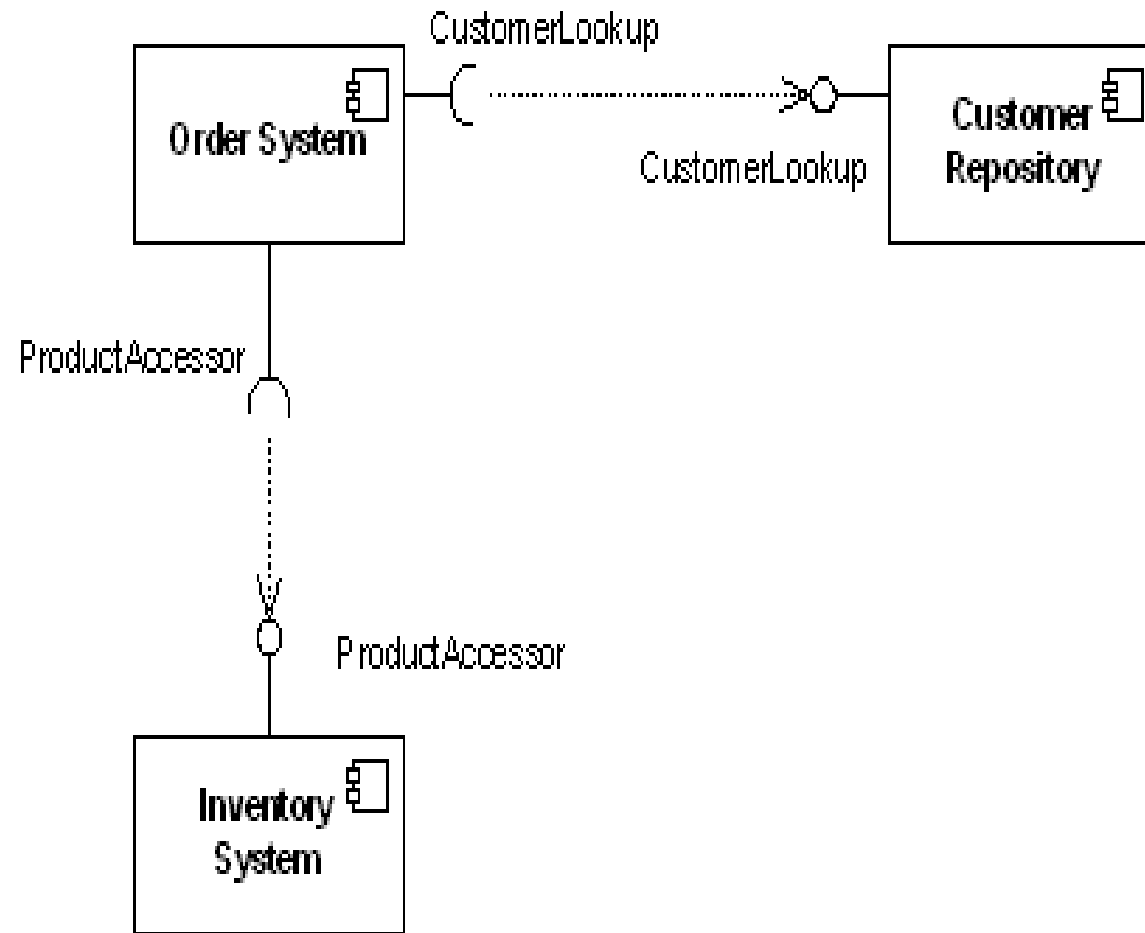 CustomerLookup
Order System
Customer
Repository
CustomerLookup
ProductAccessor
ProductAccessor
Inventory
System